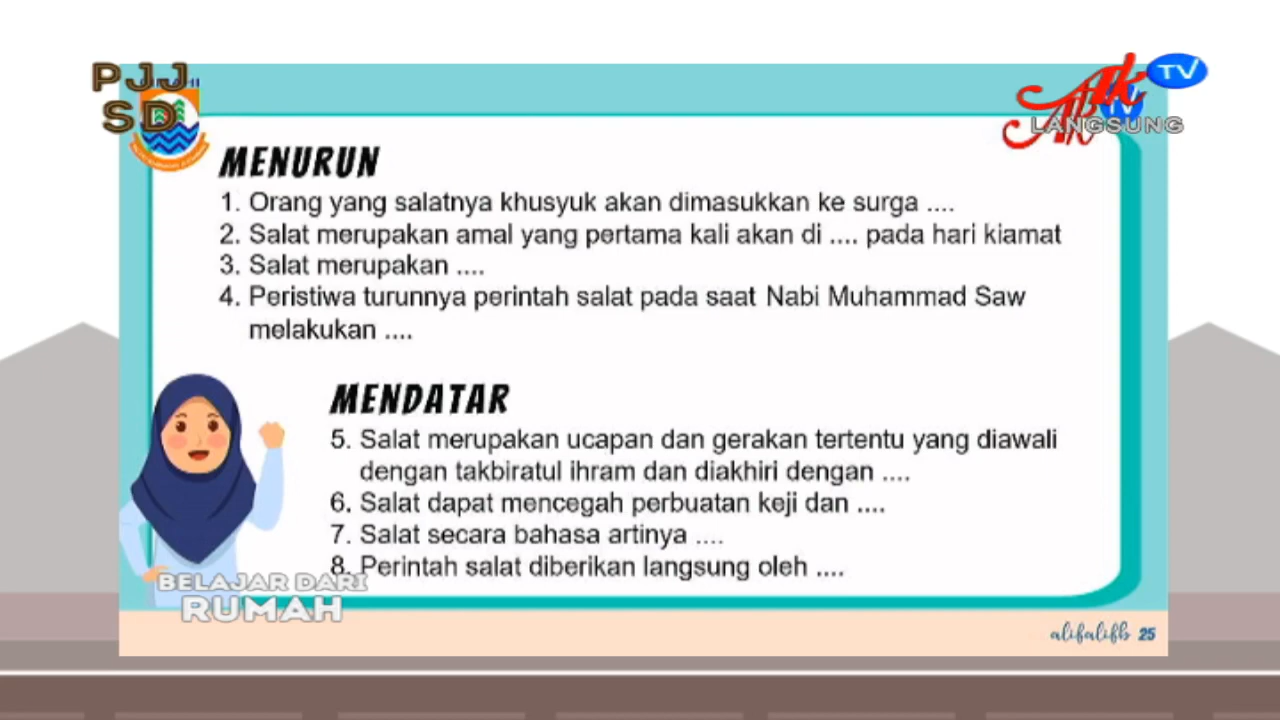 PJJ
SD
TV
LANGSUNG
MENURUN
1. Orang yang salatnya khusyuk akan dimasukkan ke surga ....
2. Salat merupakan amal yang pertama kali akan di .... pada hari kiamat
3. Salat merupakan ....
4. Peristiwa turunnya perintah salat pada saat Nabi Muhammad Saw
melakukan ....
MENDATAR
5. Salat merupakan ucapan dan gerakan tertentu yang diawali
dengan takbiratul ihram dan diakhiri dengan ....
6. Salat dapat mencegah perbuatan keji dan ....
7. Salat secara bahasa artinya ....
8. Perintah salat diberikan langsung oleh ....
BELAJAR DARI
RUMAH
alifalifb 25